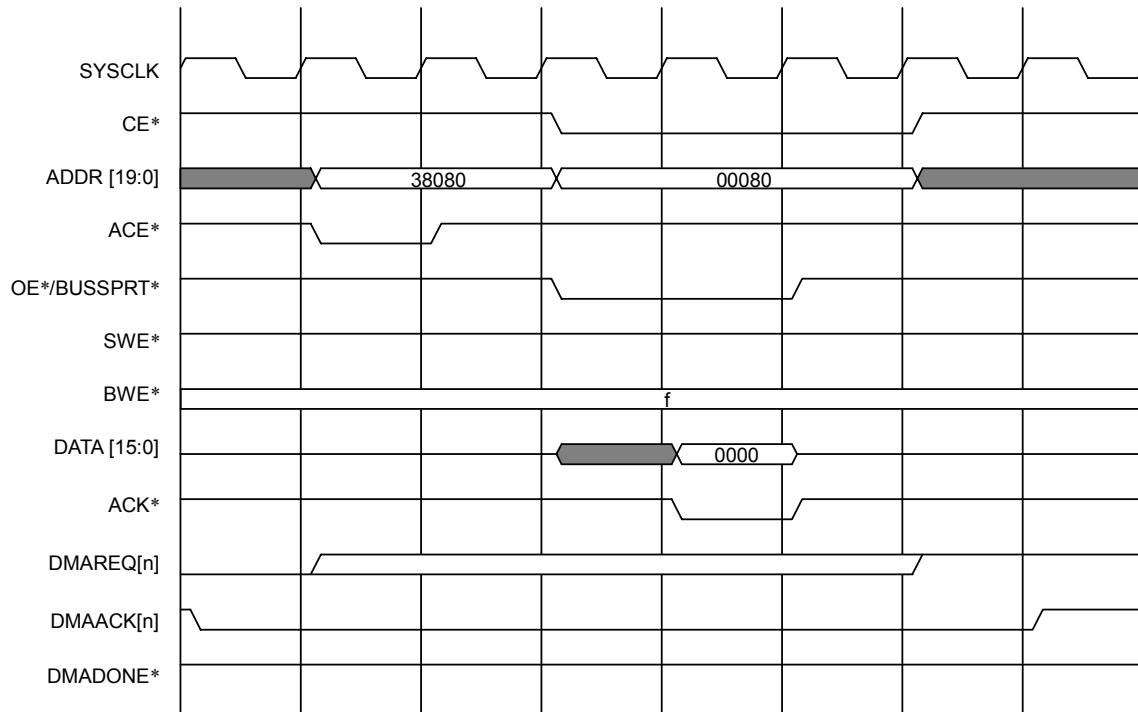 SYSCLK
CE*
ADDR [19:0]
38080
00080
ACE*
OE*/BUSSPRT*
SWE*
BWE*
f
DATA [15:0]
0000
ACK*
DMAREQ[n]
DMAACK[n]
DMADONE*